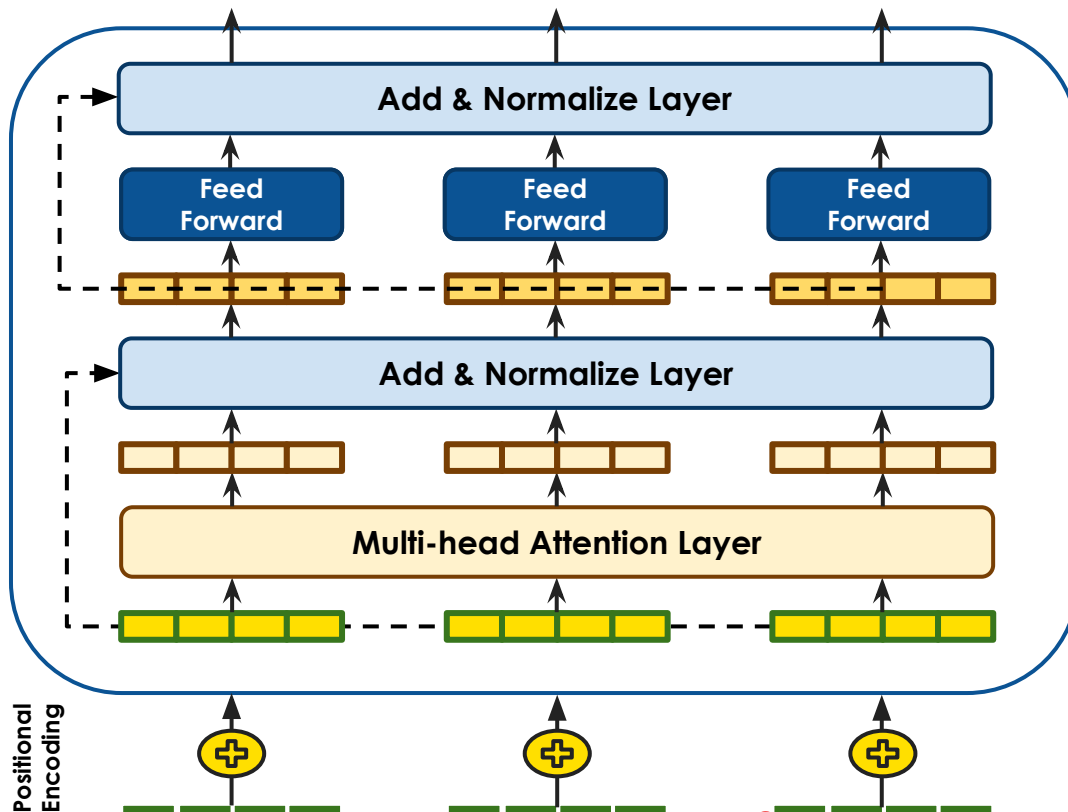 Add & Normalize Layer
Feed
Forward
Feed
Forward
Feed
Forward
Add & Normalize Layer
Multi-head Attention Layer
Positional
Encoding